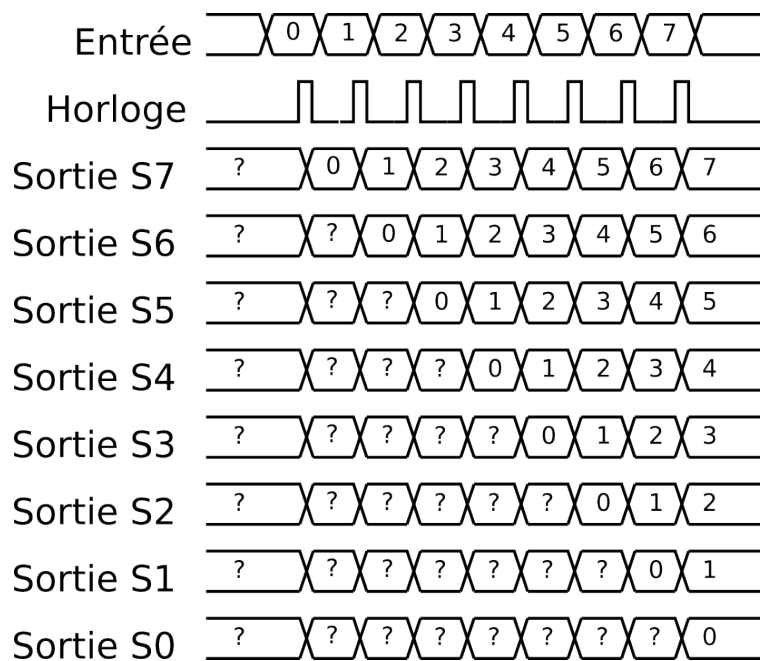 Entrée 0 1 2 3 4 5 6 7
Horloge
Sortie S7 ? 0 1 2 3 4 5 6 7
Sortie S6 ? ? 0 1 2 3 4 5 6
Sortie S5 ? ? ? 0 1 2 3 4 5
Sortie S4 ? ? ? ? 0 1 2 3 4
Sortie S3 ? ? ? ? ? 0 1 2 3
Sortie S2 ? ? ? ? ? ? 0 1 2
Sortie S1 ? ? ? ? ? ? ? 0 1
Sortie S0 ? ? ? ? ? ? ? ? 0